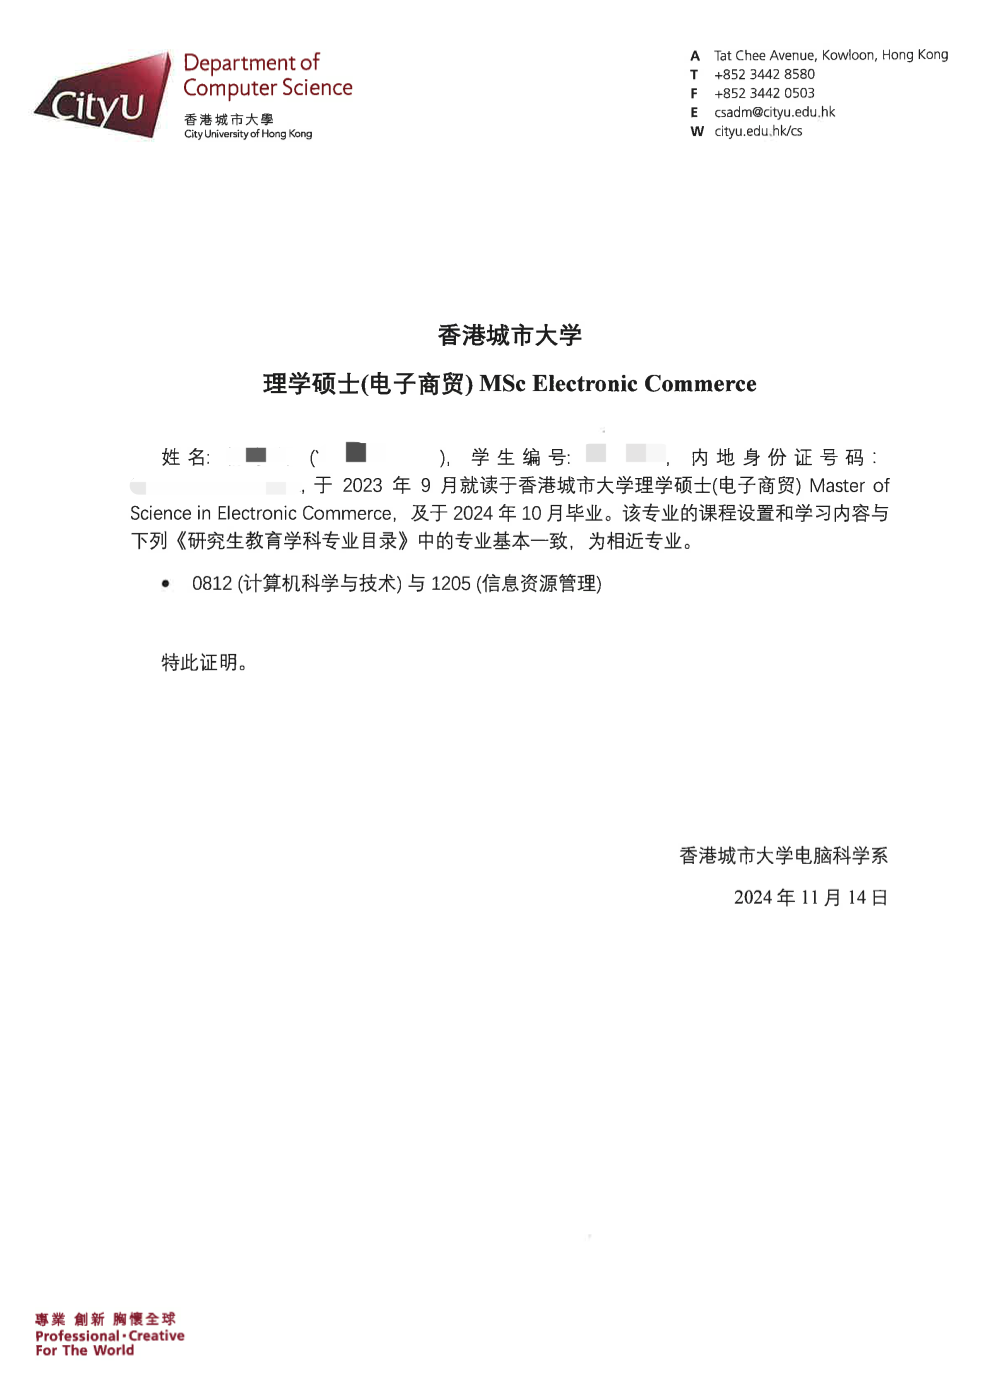 CityU
Department of
Computer Science
香港城市大學
City University of Hong Kong
A Tat Chee Avenue, Kowloon, Hong Kong
T +852 3442 8580
F +852 3442 0503
E csadm@cityu.edu.hk
W cityu.edu.hk/cs
香港城市大学
理学硕士(电子商贸) MSc Electronic Commerce
姓名: ( ), 学生编号: , 内地身份证号码：
, 于 2023 年 9 月就读于香港城市大学理学硕士(电子商贸) Master of
Science in Electronic Commerce, 及于 2024 年 10 月毕业。该专业的课程设置和学习内容与
下列《研究生教育学科专业目录》中的专业基本一致，为相近专业。
• 0812 (计算机科学与技术) 与 1205 (信息资源管理)
特此证明。
香港城市大学电脑科学系
2024 年 11 月 14 日
專業 創新 胸懷全球
Professional·Creative
For The World